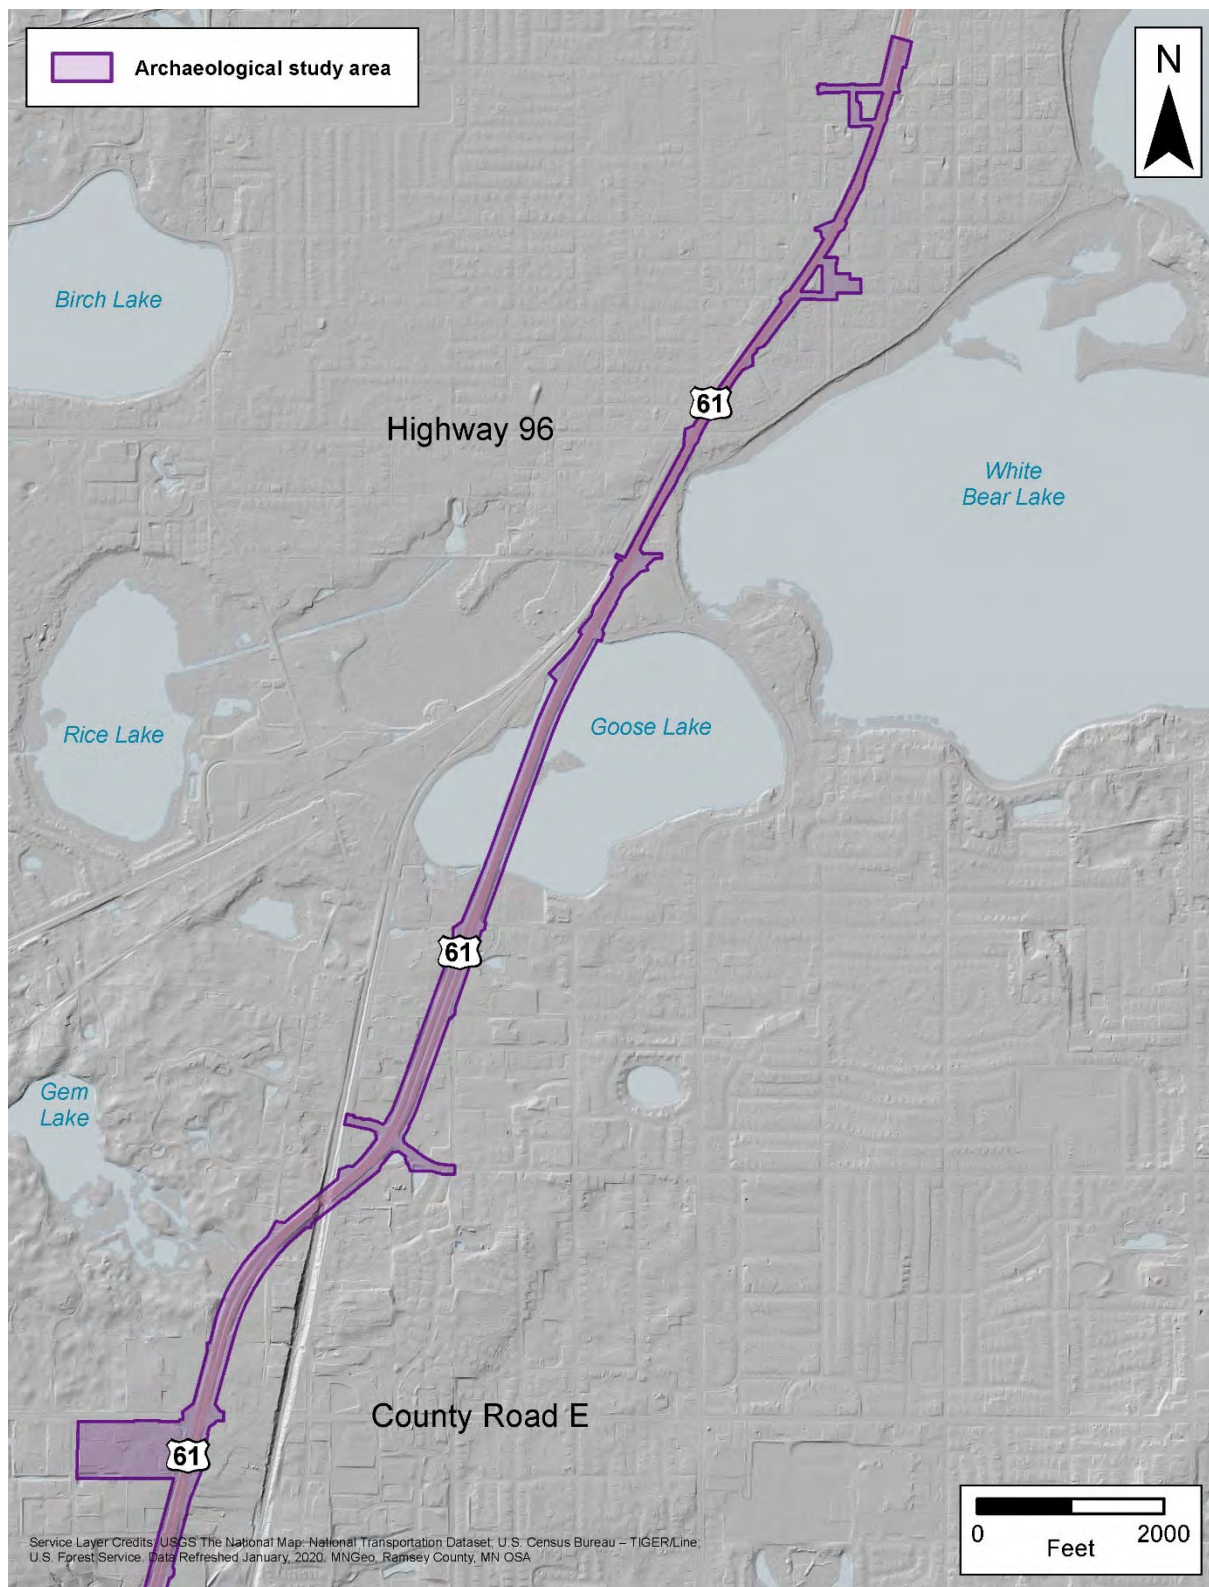 Archaeological study area
N
Birch Lake
61
Highway 96
White
Bear Lake
Rice Lake
Goose Lake
61
Gem
Lake
County Road E
61
0 2000
Feet
Service Layer Credits: USGS The National Map: National Transportation Dataset; U.S. Census Bureau – TIGER/Line;
U.S. Forest Service. Data Refreshed January, 2020. MNGeo, Ramsey County, MN OSA